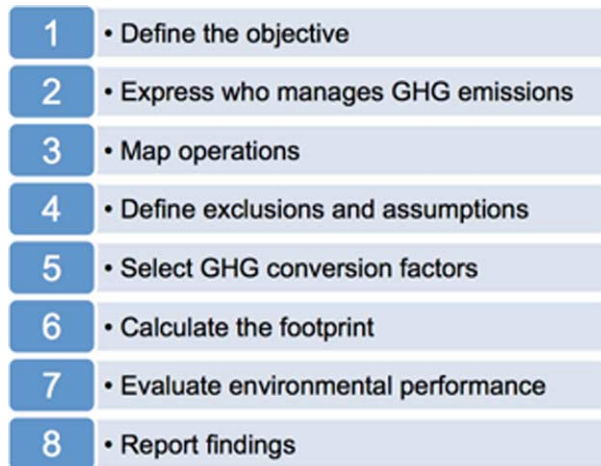 1 • Define the objective
2 • Express who manages GHG emissions
3 • Map operations
4 • Define exclusions and assumptions
5 • Select GHG conversion factors
6 • Calculate the footprint
7 • Evaluate environmental performance
8 • Report findings